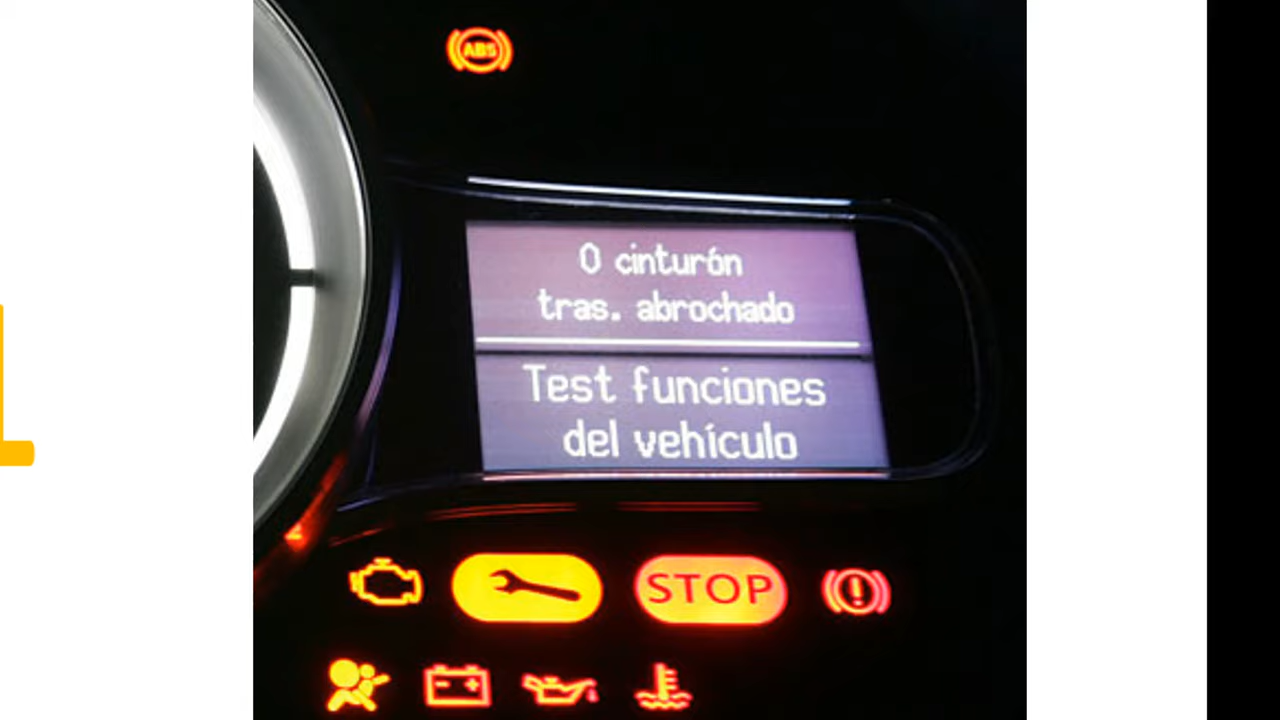 ABS
0 cinturón
tras. abrochado
Test funciones
del vehículo
STOP